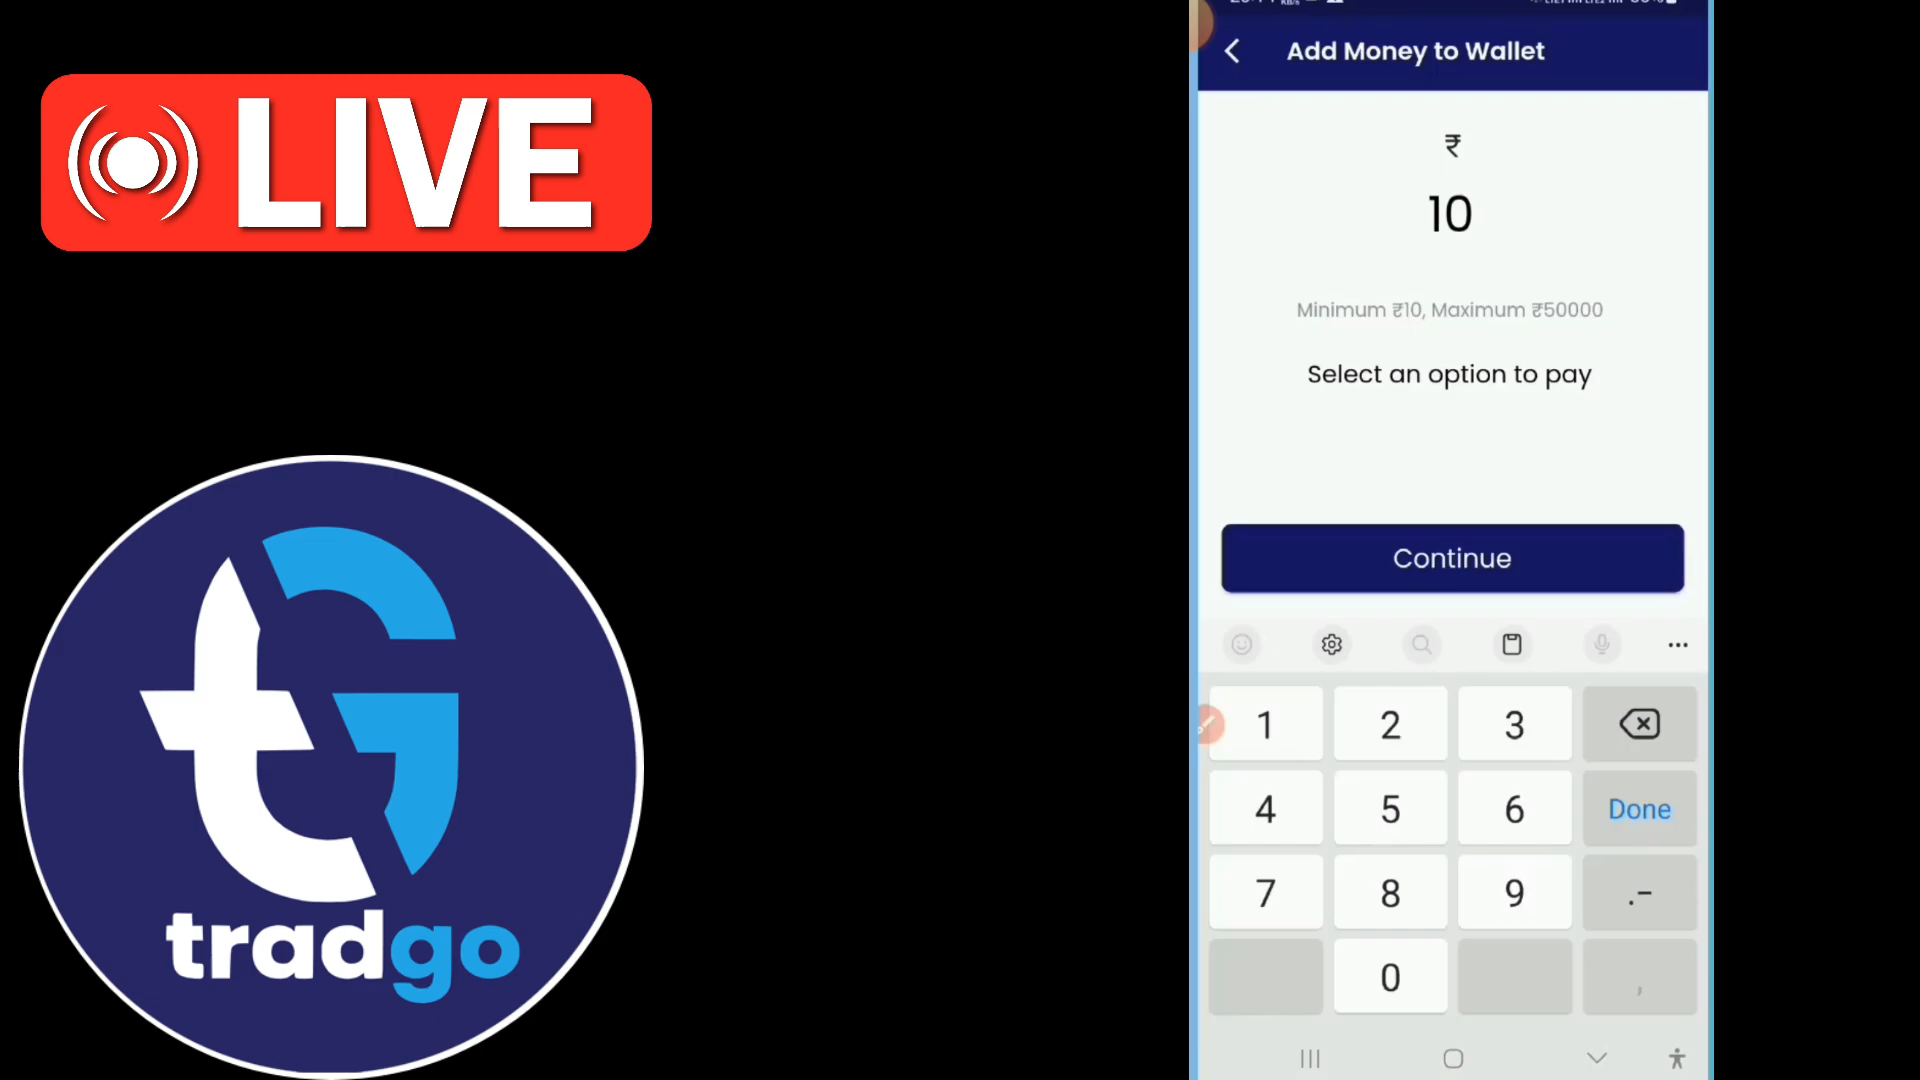 LIVE
tradgo
Add Money to Wallet
₹
10
Minimum ₹10, Maximum ₹50000
Select an option to pay
Continue
1 2 3
4 5 6 Done
7 8 9 .-
0 ,